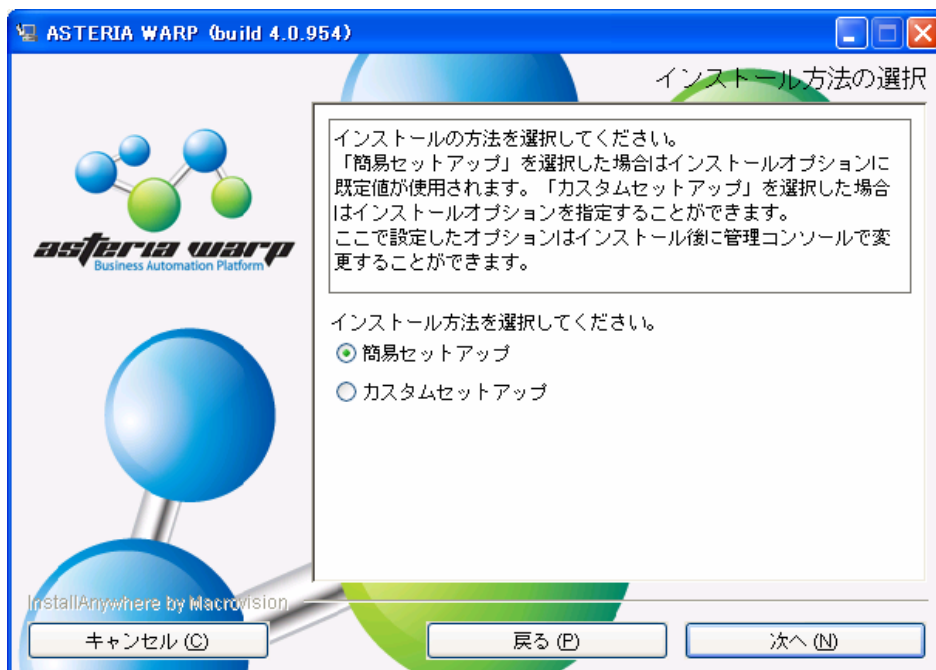 ASTERIA WARP (build 4.0.954)
インストール方法の選択
インストールの方法を選択してください。
「簡易セットアップ」を選択した場合はインストールオプションに
既定値が使用されます。「カスタムセットアップ」を選択した場合
はインストールオプションを指定することができます。
ここで設定したオプションはインストール後に管理コンソールで変
更することができます。
asteria warp
Business Automation Platform
インストール方法を選択してください。
簡易セットアップ
カスタムセットアップ
InstallAnywhere by Macrovision
キャンセル (C)
戻る (P)
次へ (N)